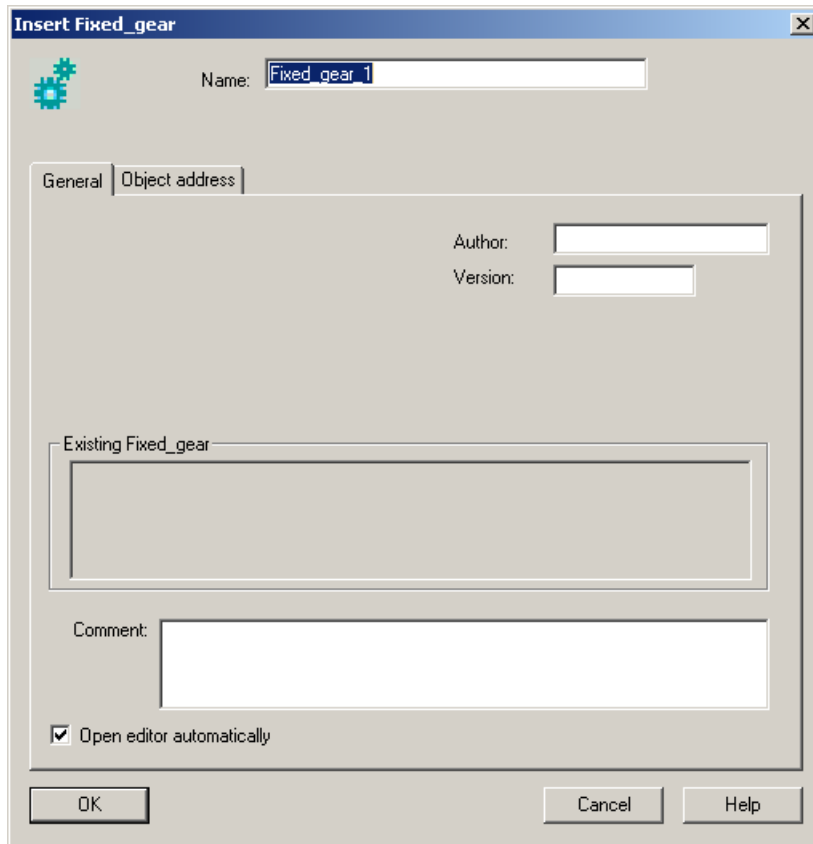 Insert Fixed_gear
Name: Fixed_gear_1
General Object address
Author:
Version:
Existing Fixed_gear
Comment:
Open editor automatically
OK Cancel Help